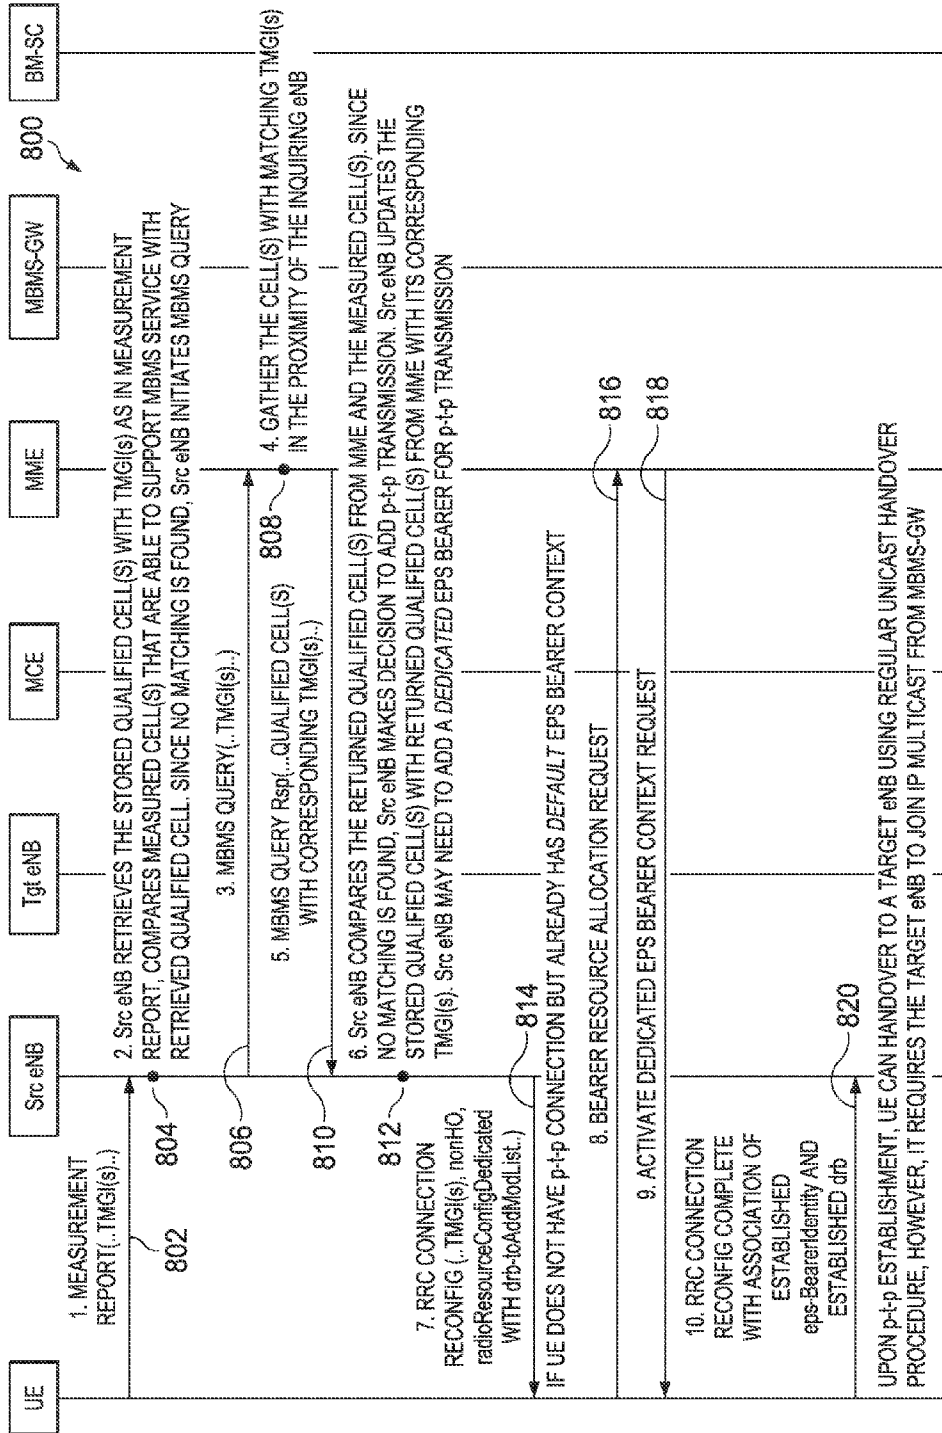 800
UE
Src eNB
Tgt eNB
MCE
MME
MBMS-GW
BM-SC
1. MEASUREMENT
REPORT(..TMGI(s)..)
802
2. Src eNB RETRIEVES THE STORED QUALIFIED CELL(S) WITH TMGI(s) AS IN MEASUREMENT
REPORT, COMPARES MEASURED CELL(S) THAT ARE ABLE TO SUPPORT MBMS SERVICE WITH
RETRIEVED QUALIFIED CELL. SINCE NO MATCHING IS FOUND, Src eNB INITIATES MBMS QUERY
804
3. MBMS QUERY(..TMGI(s)..)
806
4. GATHER THE CELL(S) WITH MATCHING TMGI(s)
IN THE PROXIMITY OF THE INQUIRING eNB
808
5. MBMS QUERY Rsp(..QUALIFIED CELL(S)
WITH CORRESPONDING TMGI(s)..)
810
6. Src eNB COMPARES THE RETURNED QUALIFIED CELL(S) FROM MME AND THE MEASURED CELL(S). SINCE
NO MATCHING IS FOUND, Src eNB MAKES DECISION TO ADD p-t-p TRANSMISSION. Src eNB UPDATES THE
STORED QUALIFIED CELL(S) WITH RETURNED QUALIFIED CELL(S) FROM MME WITH ITS CORRESPONDING
TMGI(s). Src eNB MAY NEED TO ADD A DEDICATED EPS BEARER FOR p-t-p TRANSMISSION
812
7. RRC CONNECTION
RECONFIG (..TMGI(s), nonHO,
radioResourceConfigDedicated
WITH drb-toAddModList..)
814
IF UE DOES NOT HAVE p-t-p CONNECTION BUT ALREADY HAS DEFAULT EPS BEARER CONTEXT
8. BEARER RESOURCE ALLOCATION REQUEST
816
9. ACTIVATE DEDICATED EPS BEARER CONTEXT REQUEST
818
10. RRC CONNECTION
RECONFIG COMPLETE
WITH ASSOCIATION OF
ESTABLISHED
eps-BearerIdentity AND
ESTABLISHED drb
820
UPON p-t-p ESTABLISHMENT, UE CAN HANDOVER TO A TARGET eNB USING REGULAR UNICAST HANDOVER
PROCEDURE, HOWEVER, IT REQUIRES THE TARGET eNB TO JOIN IP MULTICAST FROM MBMS-GW